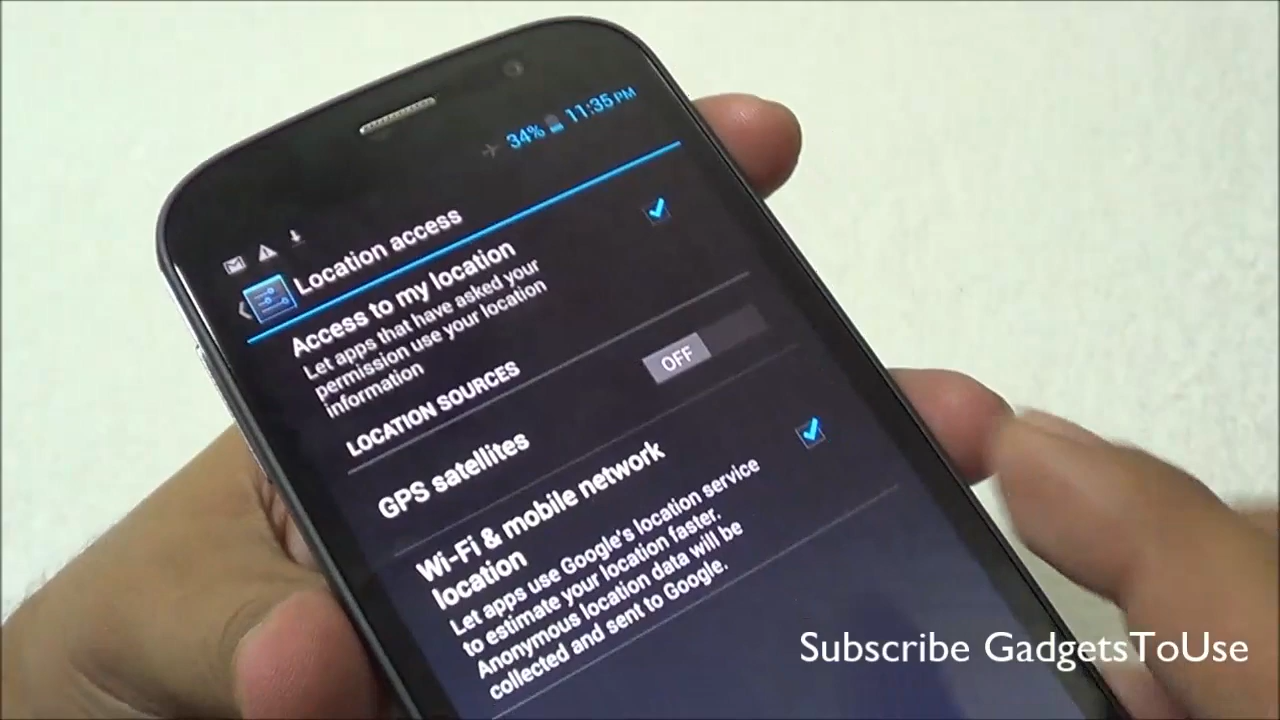 34% 11:35 PM
Location access
Access to my location
Let apps that have asked your
permission use your location
information
LOCATION SOURCES
GPS satellites
OFF
Wi-Fi & mobile network
location
Let apps use Google's location service
to estimate your location faster.
Anonymous location data will be
collected and sent to Google.
Subscribe GadgetsToUse